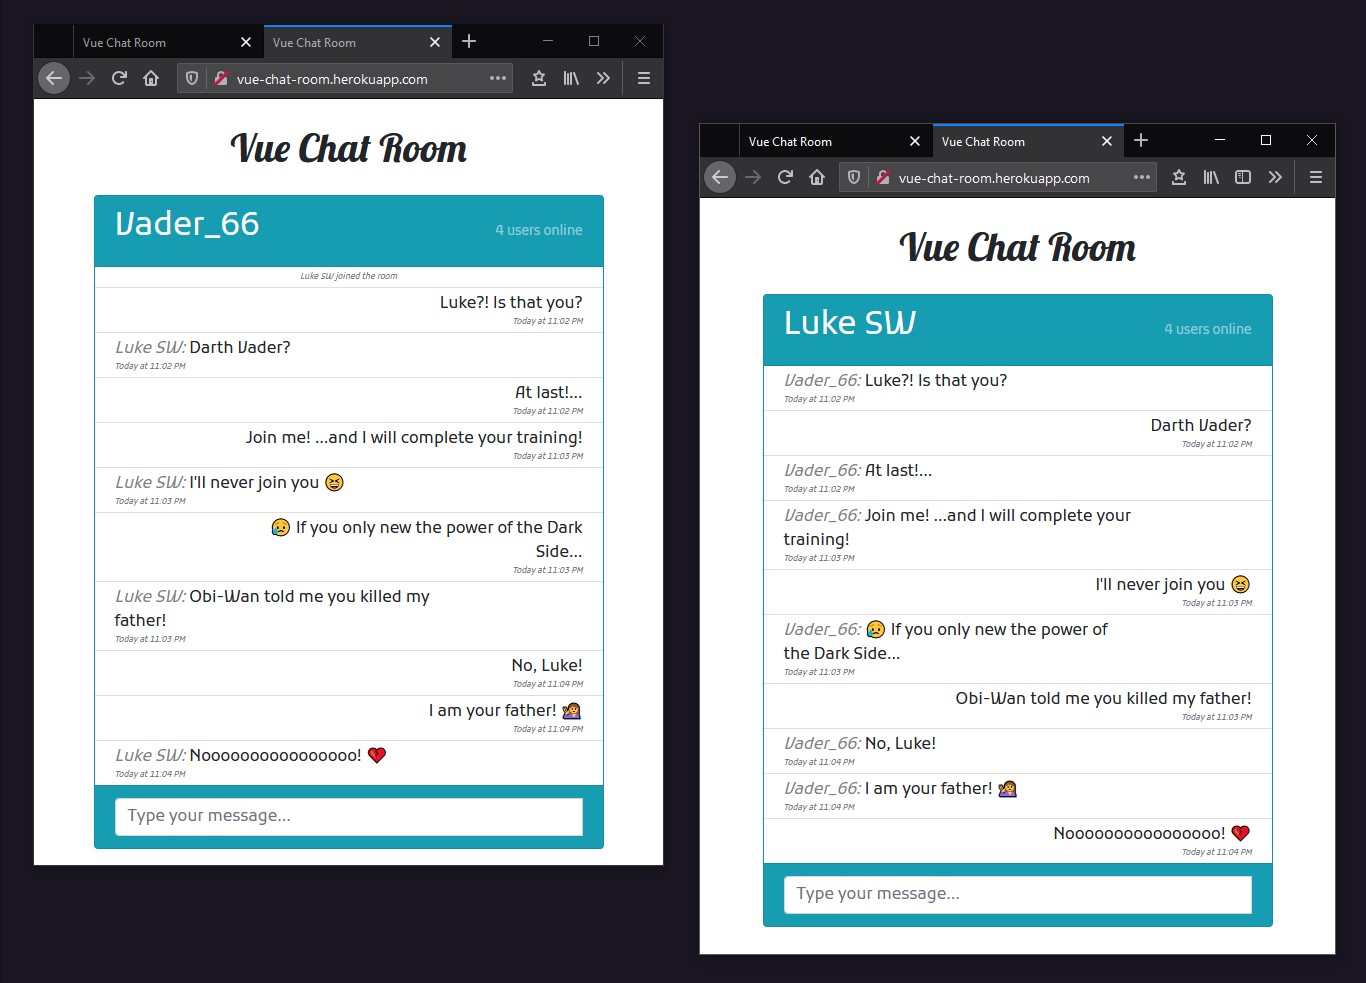 Vue Chat Room
Vue Chat Room
vue-chat-room.herokuapp.com
Vue Chat Room
Vader_66
4 users online
Luke SW joined the room
Luke?! Is that you?
Today at 11:02 PM
Luke SW: Darth Vader?
Today at 11:02 PM
At last!...
Today at 11:02 PM
Join me! ...and I will complete your training!
Today at 11:03 PM
Luke SW: I'll never join you 😆
Today at 11:03 PM
😥 If you only new the power of the Dark
Side...
Today at 11:03 PM
Luke SW: Obi-Wan told me you killed my
father!
Today at 11:03 PM
No, Luke!
Today at 11:04 PM
I am your father! 🙋
Today at 11:04 PM
Luke SW: Noooooooooooooooo! 💔
Today at 11:04 PM
Type your message...
Vue Chat Room
Vue Chat Room
vue-chat-room.herokuapp.com
Vue Chat Room
Luke SW
4 users online
Vader_66: Luke?! Is that you?
Today at 11:02 PM
Darth Vader?
Today at 11:02 PM
Vader_66: At last!...
Today at 11:02 PM
Vader_66: Join me! ...and I will complete your
training!
Today at 11:03 PM
I'll never join you 😆
Today at 11:03 PM
Vader_66: 😥 If you only new the power of
the Dark Side...
Today at 11:03 PM
Obi-Wan told me you killed my father!
Today at 11:03 PM
Vader_66: No, Luke!
Today at 11:04 PM
Vader_66: I am your father! 🙋
Today at 11:04 PM
Noooooooooooooooo! 💔
Today at 11:04 PM
Type your message...